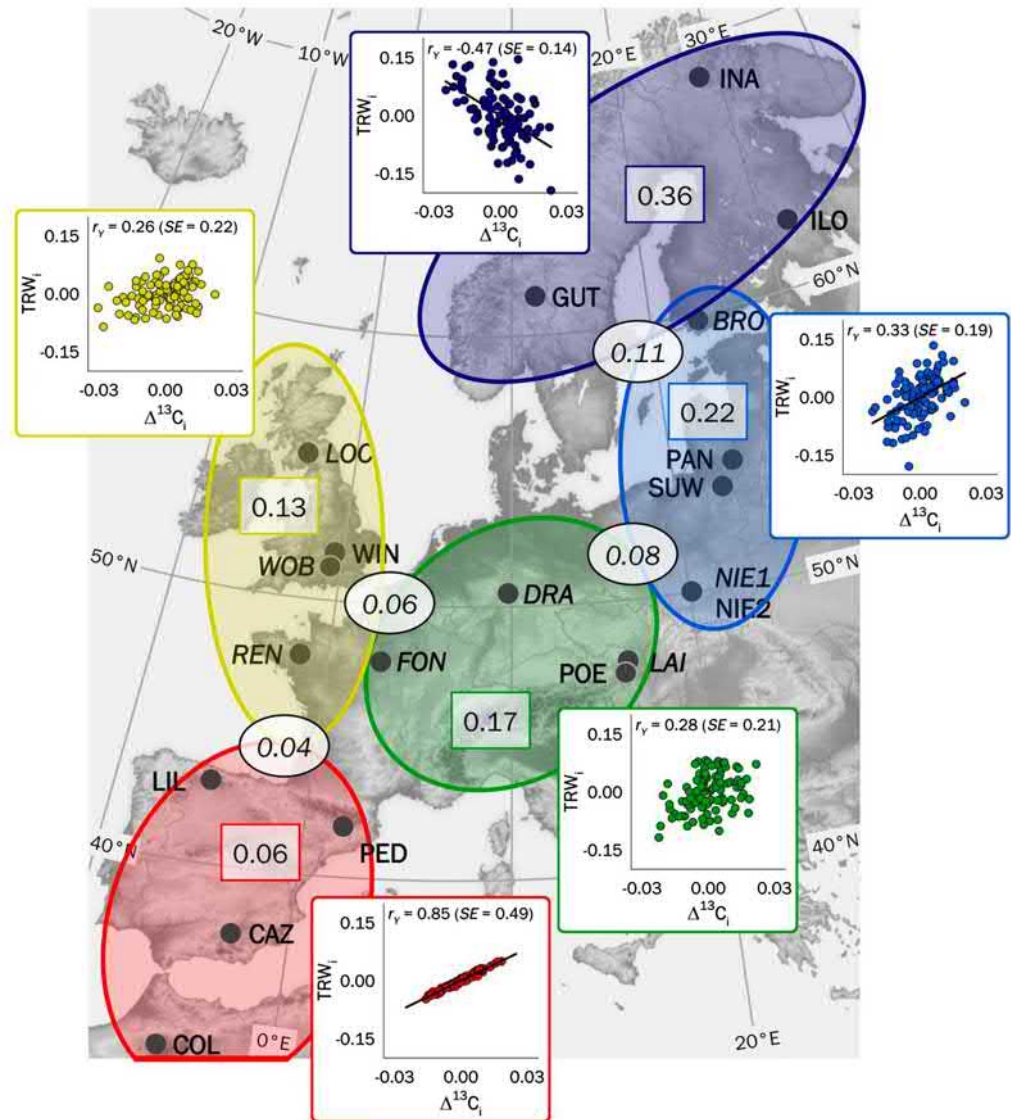 20°W
10°W
20°E
30°E
r_Y = -0.47 (SE = 0.14)
0.15
0.00
-0.15
TRW_i
-0.03 0.00 0.03
Δ¹³C_i
INA
0.36
ILO
GUT
60°N
r_Y = 0.26 (SE = 0.22)
0.15
0.00
-0.15
TRW_i
-0.03 0.00 0.03
Δ¹³C_i
BRO
0.11
0.22
PAN
SUW
r_Y = 0.33 (SE = 0.19)
0.15
0.00
-0.15
TRW_i
-0.03 0.00 0.03
Δ¹³C_i
LOC
0.13
WIN
WOB
50°N
0.08
50°N
NIE1
NIE2
DRA
0.06
REN
FON
LAI
POE
0.17
0.04
r_Y = 0.28 (SE = 0.21)
0.15
0.00
-0.15
TRW_i
-0.03 0.00 0.03
Δ¹³C_i
LIL
40°N
0.06
PED
40°N
CAZ
r_Y = 0.85 (SE = 0.49)
0.15
0.00
-0.15
TRW_i
-0.03 0.00 0.03
Δ¹³C_i
COL
0°E
20°E